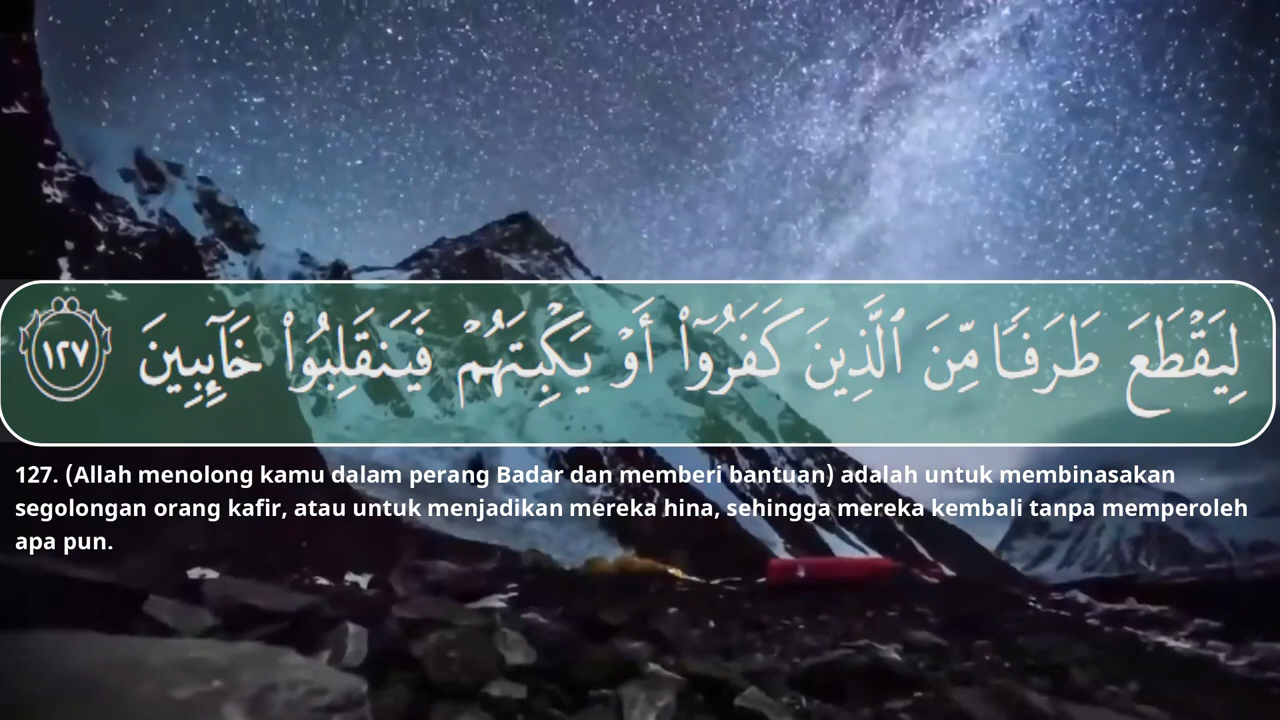 لِيَقْطَعَ طَرَفًا مِّنَ ٱلَّذِينَ كَفَرُوٓا۟ أَوْ يَكْبِتَهُمْ فَيَنقَلِبُوا۟ خَآئِبِينَ ١٢٧
127. (Allah menolong kamu dalam perang Badar dan memberi bantuan) adalah untuk membinasakan
segolongan orang kafir, atau untuk menjadikan mereka hina, sehingga mereka kembali tanpa memperoleh
apa pun.